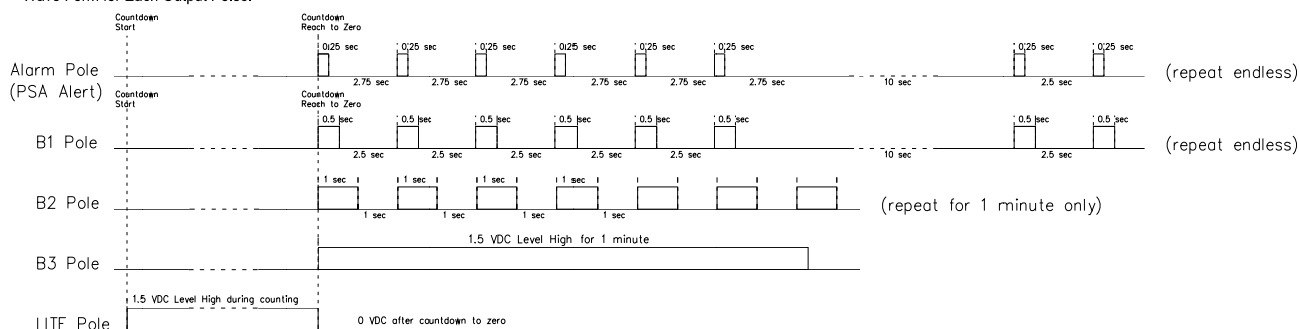 Wave Form for Each Output Poles:
Countdown
Start
Countdown
Reach to Zero
0.25 sec 0.25 sec 0.25 sec 0.25 sec 0.25 sec 0.25 sec 0.25 sec 0.25 sec
Alarm Pole
(PSA Alert)
2.75 sec 2.75 sec 2.75 sec 2.75 sec 2.75 sec 2.75 sec 10 sec 2.5 sec
(repeat endless)
Countdown
Start
Countdown
Reach to Zero
0.5 sec 0.5 sec 0.5 sec 0.5 sec 0.5 sec 0.5 sec 0.5 sec 0.5 sec
B1 Pole
2.5 sec 2.5 sec 2.5 sec 2.5 sec 2.5 sec 10 sec 2.5 sec
(repeat endless)
1 sec 1 sec 1 sec 1 sec
B2 Pole
1 sec 1 sec 1 sec 1 sec
(repeat for 1 minute only)
1.5 VDC Level High for 1 minute
B3 Pole
1.5 VDC Level High during counting
LITE Pole
0 VDC after countdown to zero